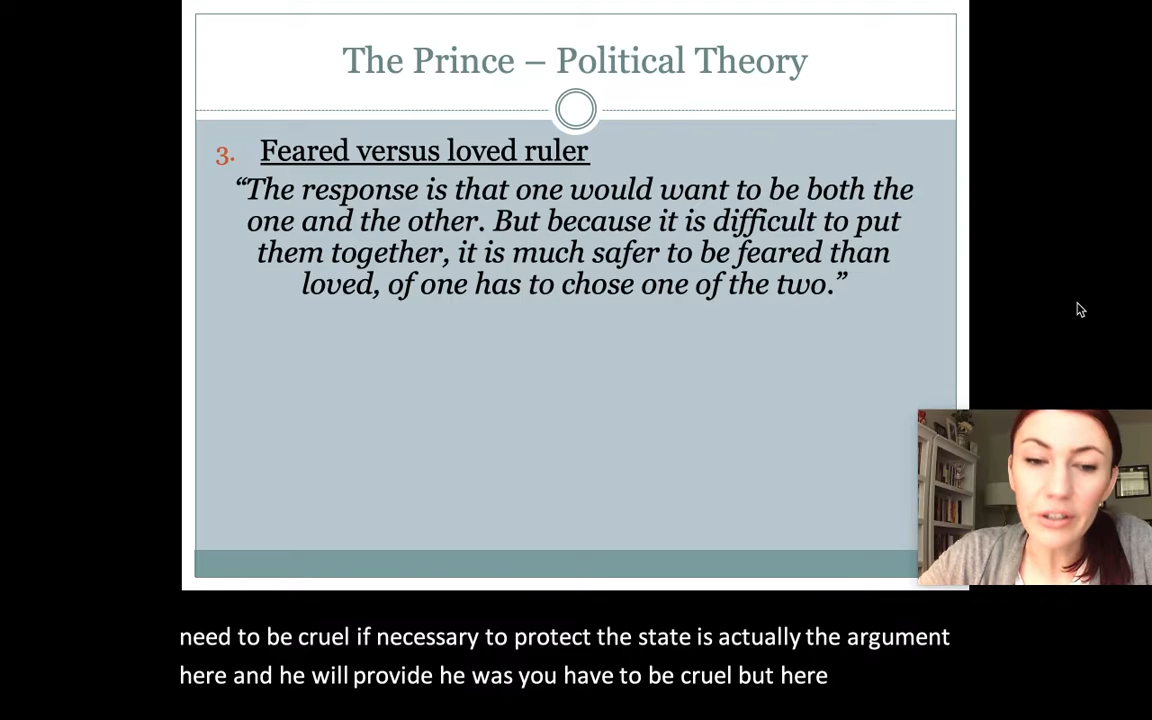 The Prince – Political Theory
3. Feared versus loved ruler
“The response is that one would want to be both the
one and the other. But because it is difficult to put
them together, it is much safer to be feared than
loved, of one has to chose one of the two.”
need to be cruel if necessary to protect the state is actually the argument
here and he will provide he was you have to be cruel but here